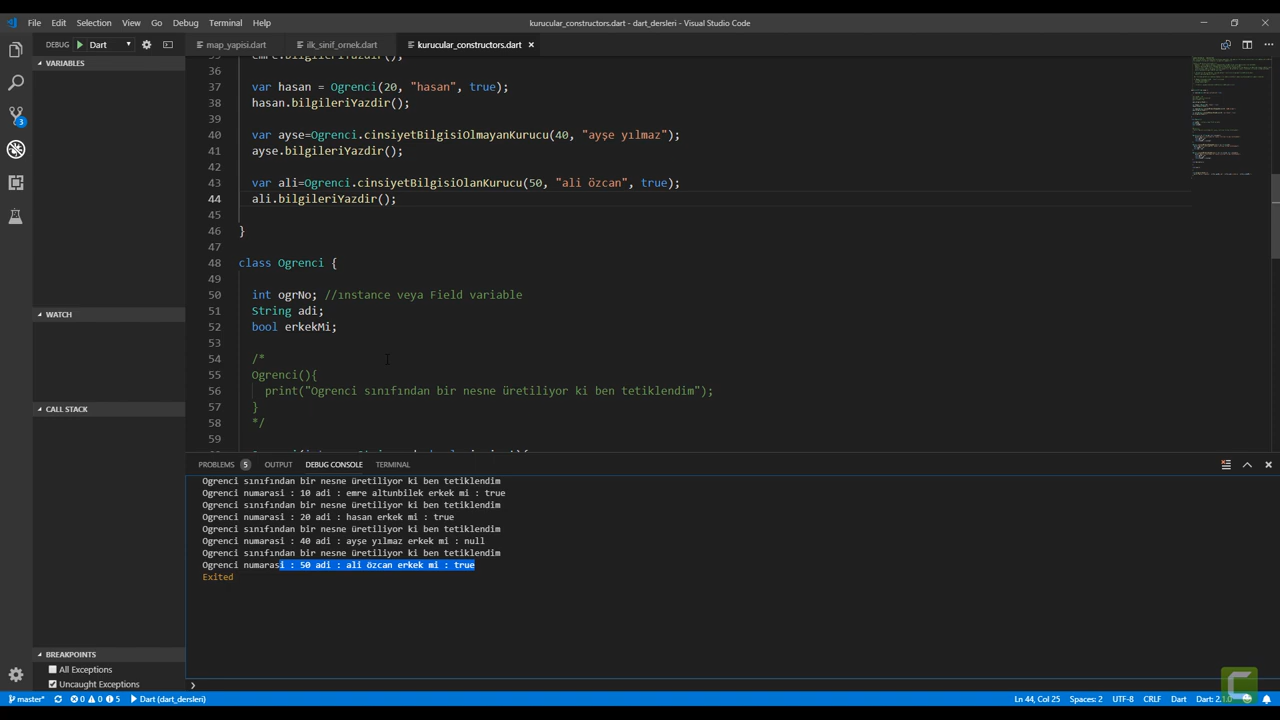 File Edit Selection View Go Debug Terminal Help
kurucular_constructors.dart - dart_dersleri - Visual Studio Code
DEBUG Dart
map_yapisi.dart ilk_sinif_ornek.dart kurucular_constructors.dart
VARIABLES
WATCH
CALL STACK
BREAKPOINTS
All Exceptions
Uncaught Exceptions
3
emre.bilgileriYazdir();
36
37 var hasan = Ogrenci(20, "hasan", true);
38 hasan.bilgileriYazdir();
39
40 var ayse=Ogrenci.cinsiyetBilgisiOlmayanKurucu(40, "ayşe yılmaz");
41 ayse.bilgileriYazdir();
42
43 var ali=Ogrenci.cinsiyetBilgisiOlanKurucu(50, "ali özcan", true);
44 ali.bilgileriYazdir();
45
46 }
47
48 class Ogrenci {
49
50 int ogrNo; //ınstance veya Field variable
51 String adi;
52 bool erkekMi;
53
54 /*
55 Ogrenci(){
56 print("Ogrenci sınıfından bir nesne üretiliyor ki ben tetiklendim");
57 }
58 */
59
PROBLEMS 5 OUTPUT DEBUG CONSOLE TERMINAL
Ogrenci sınıfından bir nesne üretiliyor ki ben tetiklendim
Ogrenci numarasi : 10 adi : emre altunbilek erkek mi : true
Ogrenci sınıfından bir nesne üretiliyor ki ben tetiklendim
Ogrenci numarasi : 20 adi : hasan erkek mi : true
Ogrenci sınıfından bir nesne üretiliyor ki ben tetiklendim
Ogrenci numarasi : 40 adi : ayşe yılmaz erkek mi : null
Ogrenci sınıfından bir nesne üretiliyor ki ben tetiklendim
Ogrenci numarasi : 50 adi : ali özcan erkek mi : true
Exited
master* 0 0 5 Dart (dart_dersleri) Ln 44, Col 25 Spaces: 2 UTF-8 CRLF Dart Dart: 2.1.0